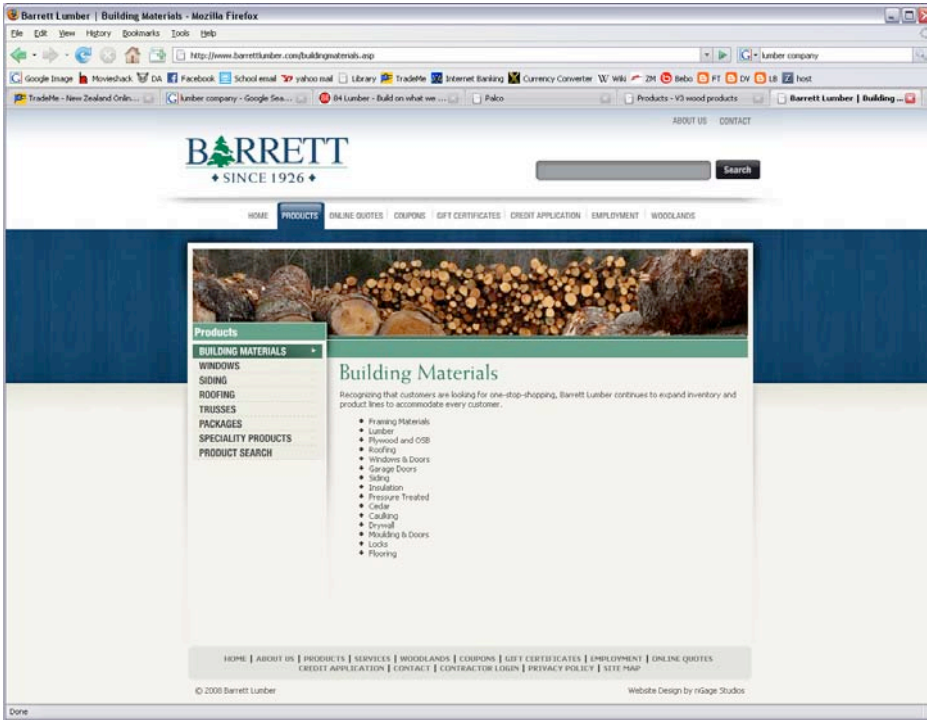 Barrett Lumber | Building Materials - Mozilla Firefox
File Edit View History Bookmarks Tools Help
http://www.barrettlumber.com/buildingmaterials.asp
lumber company
Google Image Movieshack DA Facebook School email yahoo mail Library TradeMe Internet Banking Currency Converter Wiki 2M Bebo FT DV LB host
TradeMe - New Zealand Onlin... lumber company - Google Sea... 84 Lumber - Build on what we ... Palco Products - V3 wood products Barrett Lumber | Building ...
ABOUT US CONTACT
BARRETT
SINCE 1926
Search
HOME PRODUCTS ONLINE QUOTES COUPONS GIFT CERTIFICATES CREDIT APPLICATION EMPLOYMENT WOODLANDS
Products
BUILDING MATERIALS
WINDOWS
SIDING
ROOFING
TRUSSES
PACKAGES
SPECIALITY PRODUCTS
PRODUCT SEARCH
Building Materials
Recognizing that customers are looking for one-stop-shopping, Barrett Lumber continues to expand inventory and
product lines to accommodate every customer.
Framing Materials
Lumber
Plywood and OSB
Roofing
Windows & Doors
Garage Doors
Siding
Insulation
Pressure Treated
Cedar
Caulking
Drywall
Moulding & Doors
Locks
Flooring
HOME | ABOUT US | PRODUCTS | SERVICES | WOODLANDS | COUPONS | GIFT CERTIFICATES | EMPLOYMENT | ONLINE QUOTES
CREDIT APPLICATION | CONTACT | CONTRACTOR LOGIN | PRIVACY POLICY | SITE MAP
© 2008 Barrett Lumber
Website Design by nGage Studios
Done